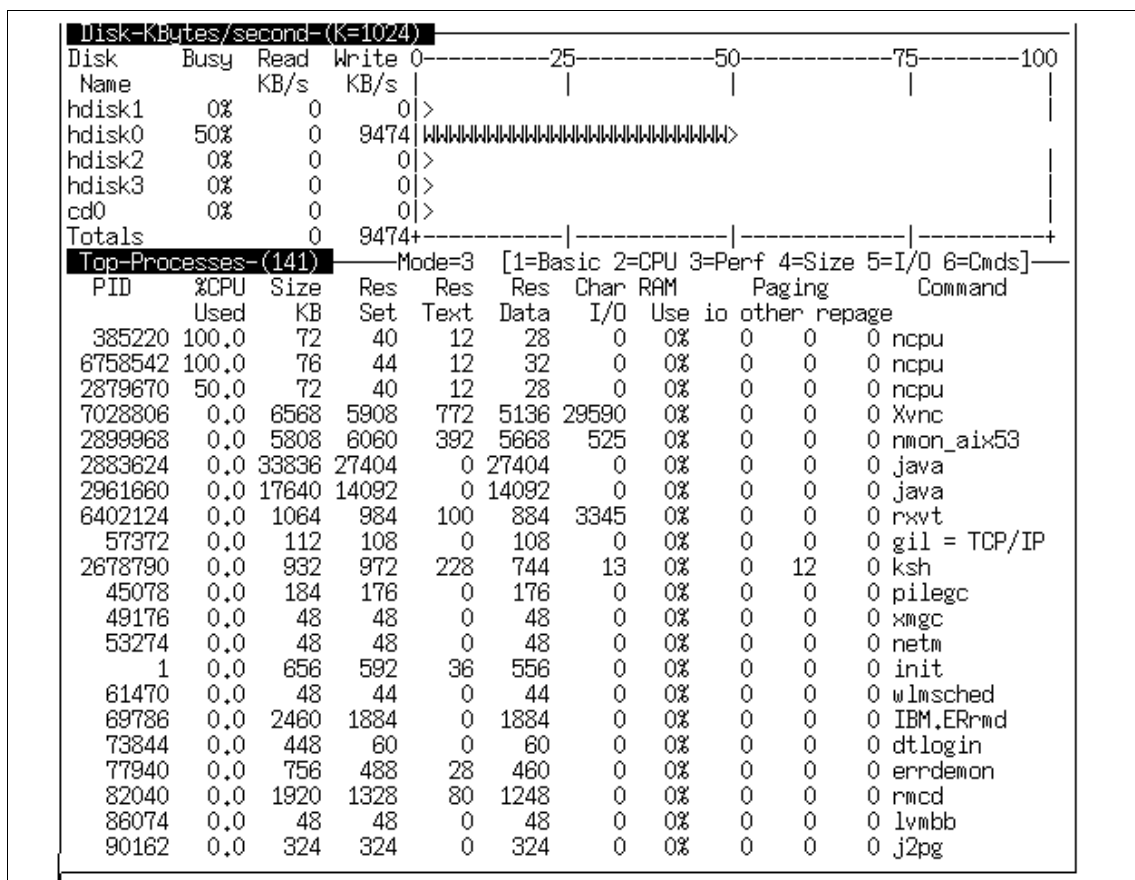 Disk-KBytes/second-(K=1024)
Disk Busy Read Write 0----------25-----------50-----------75-------100
Name KB/s KB/s | | | | |
hdisk1 0% 0 0|> |
hdisk0 50% 0 9474|WWWWWWWWWWWWWWWWWWWWWWWWW>
hdisk2 0% 0 0|> |
hdisk3 0% 0 0|> |
cd0 0% 0 0|> |
Totals 0 9474+-----------|------------|-------------|----------+
Top-Processes-(141) Mode=3 [1=Basic 2=CPU 3=Perf 4=Size 5=I/O 6=Cmds]
PID %CPU Size Res Res Res Char RAM Paging Command
Used KB Set Text Data I/O Use io other repage
385220 100.0 72 40 12 28 0 0% 0 0 0 ncpu
6758542 100.0 76 44 12 32 0 0% 0 0 0 ncpu
2879670 50.0 72 40 12 28 0 0% 0 0 0 ncpu
7028806 0.0 6568 5908 772 5136 29590 0% 0 0 0 Xvnc
2899968 0.0 5808 6060 392 5668 525 0% 0 0 0 nmon_aix53
2883624 0.0 33836 27404 0 27404 0 0% 0 0 0 java
2961660 0.0 17640 14092 0 14092 0 0% 0 0 0 java
6402124 0.0 1064 984 100 884 3345 0% 0 0 0 rxvt
57372 0.0 112 108 0 108 0 0% 0 0 0 gil = TCP/IP
2678790 0.0 932 972 228 744 13 0% 0 12 0 ksh
45078 0.0 184 176 0 176 0 0% 0 0 0 pilegc
49176 0.0 48 48 0 48 0 0% 0 0 0 xmgc
53274 0.0 48 48 0 48 0 0% 0 0 0 netm
1 0.0 656 592 36 556 0 0% 0 0 0 init
61470 0.0 48 44 0 44 0 0% 0 0 0 wlmsched
69786 0.0 2460 1884 0 1884 0 0% 0 0 0 IBM.ERrmd
73844 0.0 448 60 0 60 0 0% 0 0 0 dtlogin
77940 0.0 756 488 28 460 0 0% 0 0 0 errdemon
82040 0.0 1920 1328 80 1248 0 0% 0 0 0 rmcd
86074 0.0 48 48 0 48 0 0% 0 0 0 lvmbb
90162 0.0 324 324 0 324 0 0% 0 0 0 j2pg